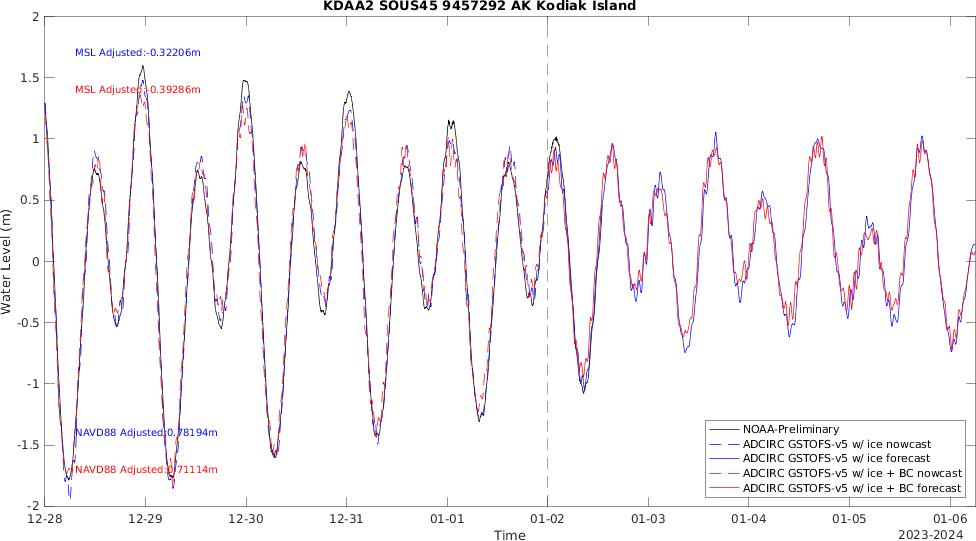 KDAA2 SOUS45 9457292 AK Kodiak Island
2
1.5
1
0.5
0
-0.5
-1
-1.5
-2
Water Level (m)
MSL Adjusted:-0.32206m
MSL Adjusted:-0.39286m
NAVD88 Adjusted:0.78194m
NAVD88 Adjusted:0.71114m
NOAA-Preliminary
ADCIRC GSTOFS-v5 w/ ice nowcast
ADCIRC GSTOFS-v5 w/ ice forecast
ADCIRC GSTOFS-v5 w/ ice + BC nowcast
ADCIRC GSTOFS-v5 w/ ice + BC forecast
12-28 12-29 12-30 12-31 01-01 01-02 01-03 01-04 01-05 01-06
Time
2023-2024